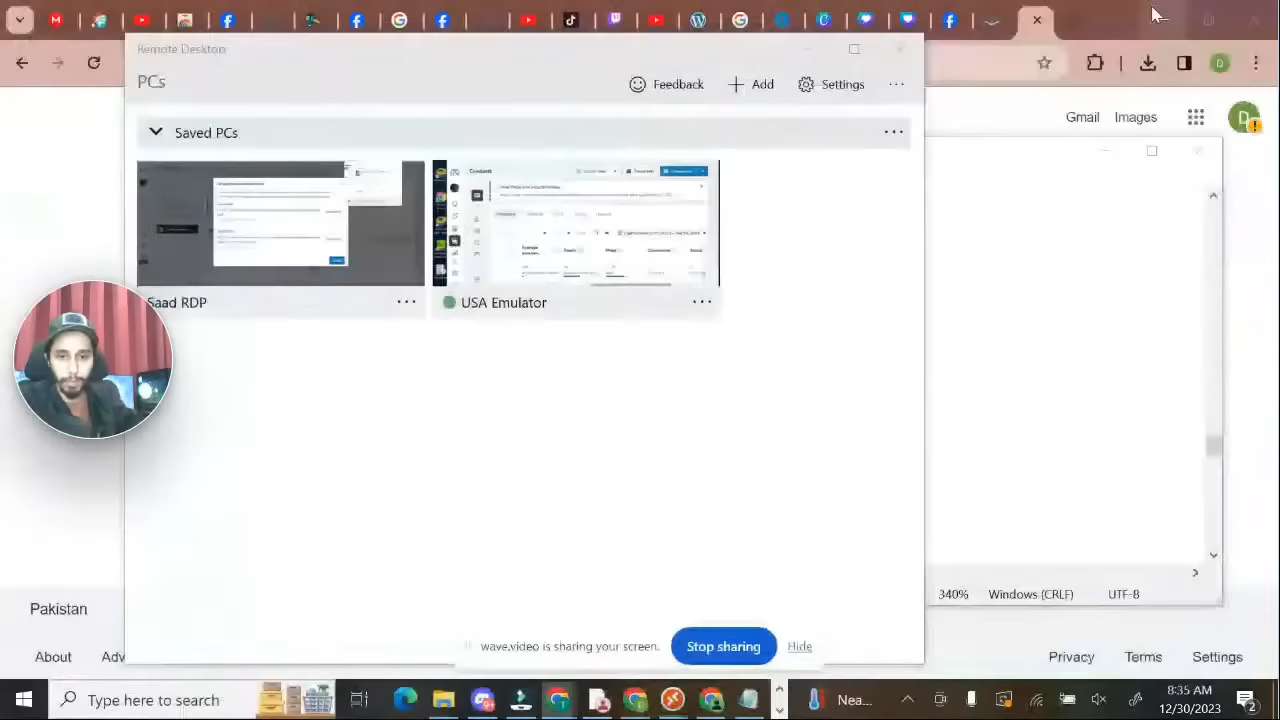 Remote Desktop
PCs
Feedback
Add
Settings
Gmail
Images
D
Saved PCs
Saad RDP
USA Emulator
340%
Windows (CRLF)
UTF-8
Pakistan
wave.video is sharing your screen.
Stop sharing
Hide
About
Adv
Privacy
Terms
Settings
Type here to search
Nea...
8:37 AM
12/30/2023
2